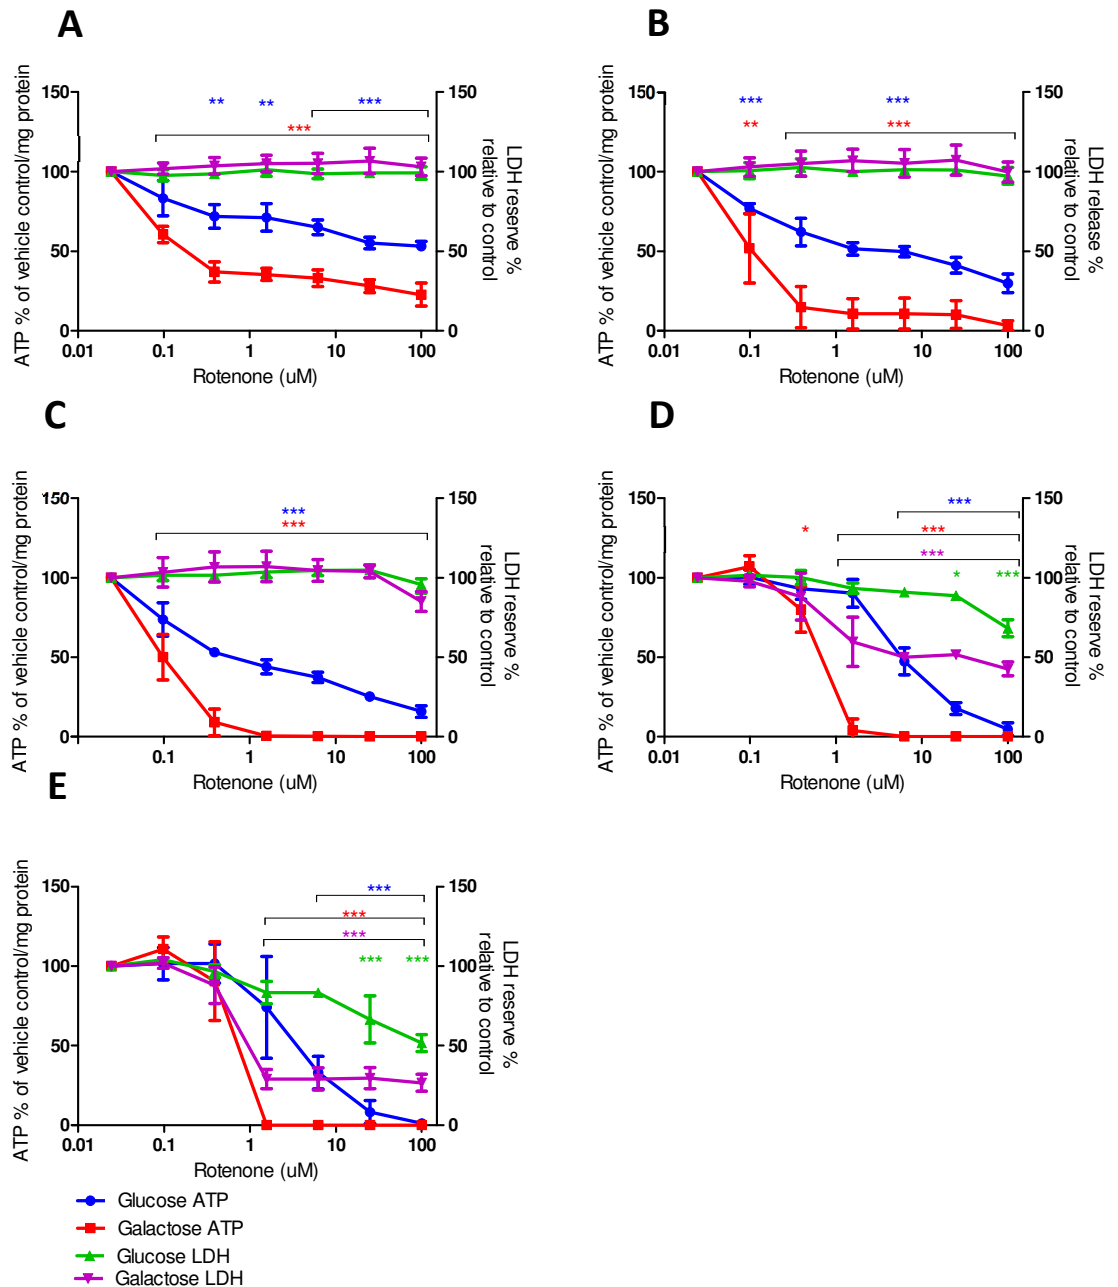 A
ATP % of vehicle control/mg protein
150
100
50
0
** ** ***
***
150
100
50
0
LDH reserve %
relative to control
0.01 0.1 1 10 100
Rotenone (uM)
B
ATP % of vehicle control/mg protein
150
100
50
0
*** ***
** ***
150
100
50
0
LDH release %
relative to control
0.01 0.1 1 10 100
Rotenone (uM)
C
ATP % of vehicle control/mg protein
150
100
50
0
***
***
150
100
50
0
LDH reserve %
relative to control
0.01 0.1 1 10 100
Rotenone (uM)
D
ATP % of vehicle control/mg protein
150
100
50
0
***
* ***
***
* ***
150
100
50
0
LDH reserve %
relative to control
0.01 0.1 1 10 100
Rotenone (uM)
E
ATP % of vehicle control/mg protein
150
100
50
0
***
***
***
*** ***
150
100
50
0
LDH reserve %
relative to control
0.01 0.1 1 10 100
Rotenone (uM)
Glucose ATP
Galactose ATP
Glucose LDH
Galactose LDH